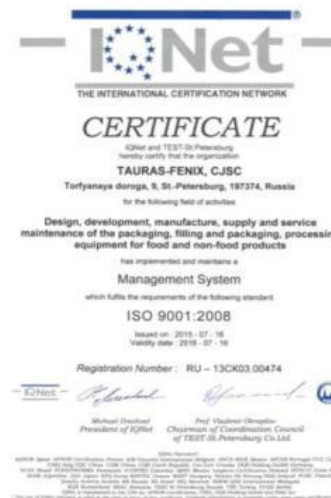 IQNet
®
THE INTERNATIONAL CERTIFICATION NETWORK
CERTIFICATE
IQNet and TEST-St.Petersburg
hereby certify that the organization
TAURAS-FENIX, CJSC
Torfyanaya doroga, 9, St.-Petersburg, 197374, Russia
for the following field of activities
Design, development, manufacture, supply and service
maintenance of the packaging, filling and packaging, processing
equipment for food and non-food products
has implemented and maintains a
Management System
which fulfills the requirements of the following standard
ISO 9001:2008
Issued on : 2015 - 07 - 16
Validity date : 2018 - 07 - 16
Registration Number : RU – 13CK03.00474
IQNet
Michael Drechsel
President of IQNet
Prof. Vladimir Okrepilov
Chairman of Coordination Council
of TEST-St.Petersburg Co.Ltd.